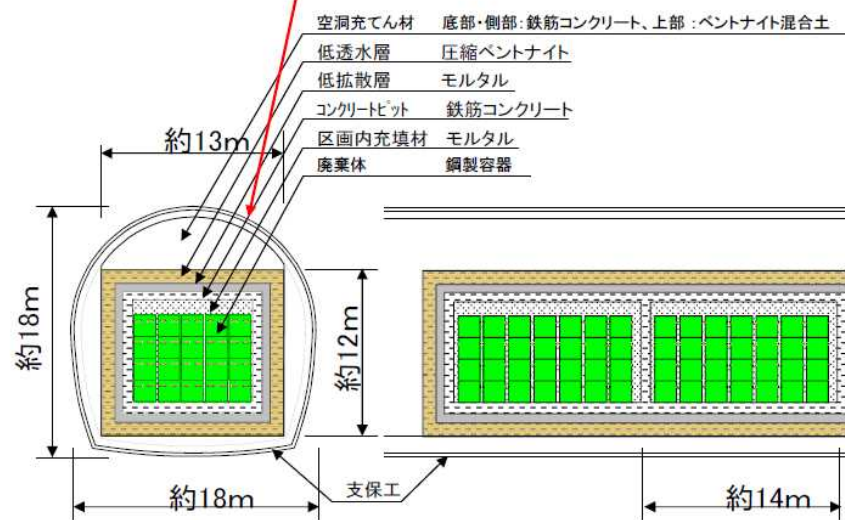 空洞充てん材 底部・側部：鉄筋コンクリート、上部：ベントナイト混合土
低透水層 圧縮ベントナイト
低拡散層 モルタル
コンクリートピット 鉄筋コンクリート
区画内充填材 モルタル
廃棄体 鋼製容器
約13m
約18m
約12m
支保工
約18m
約14m